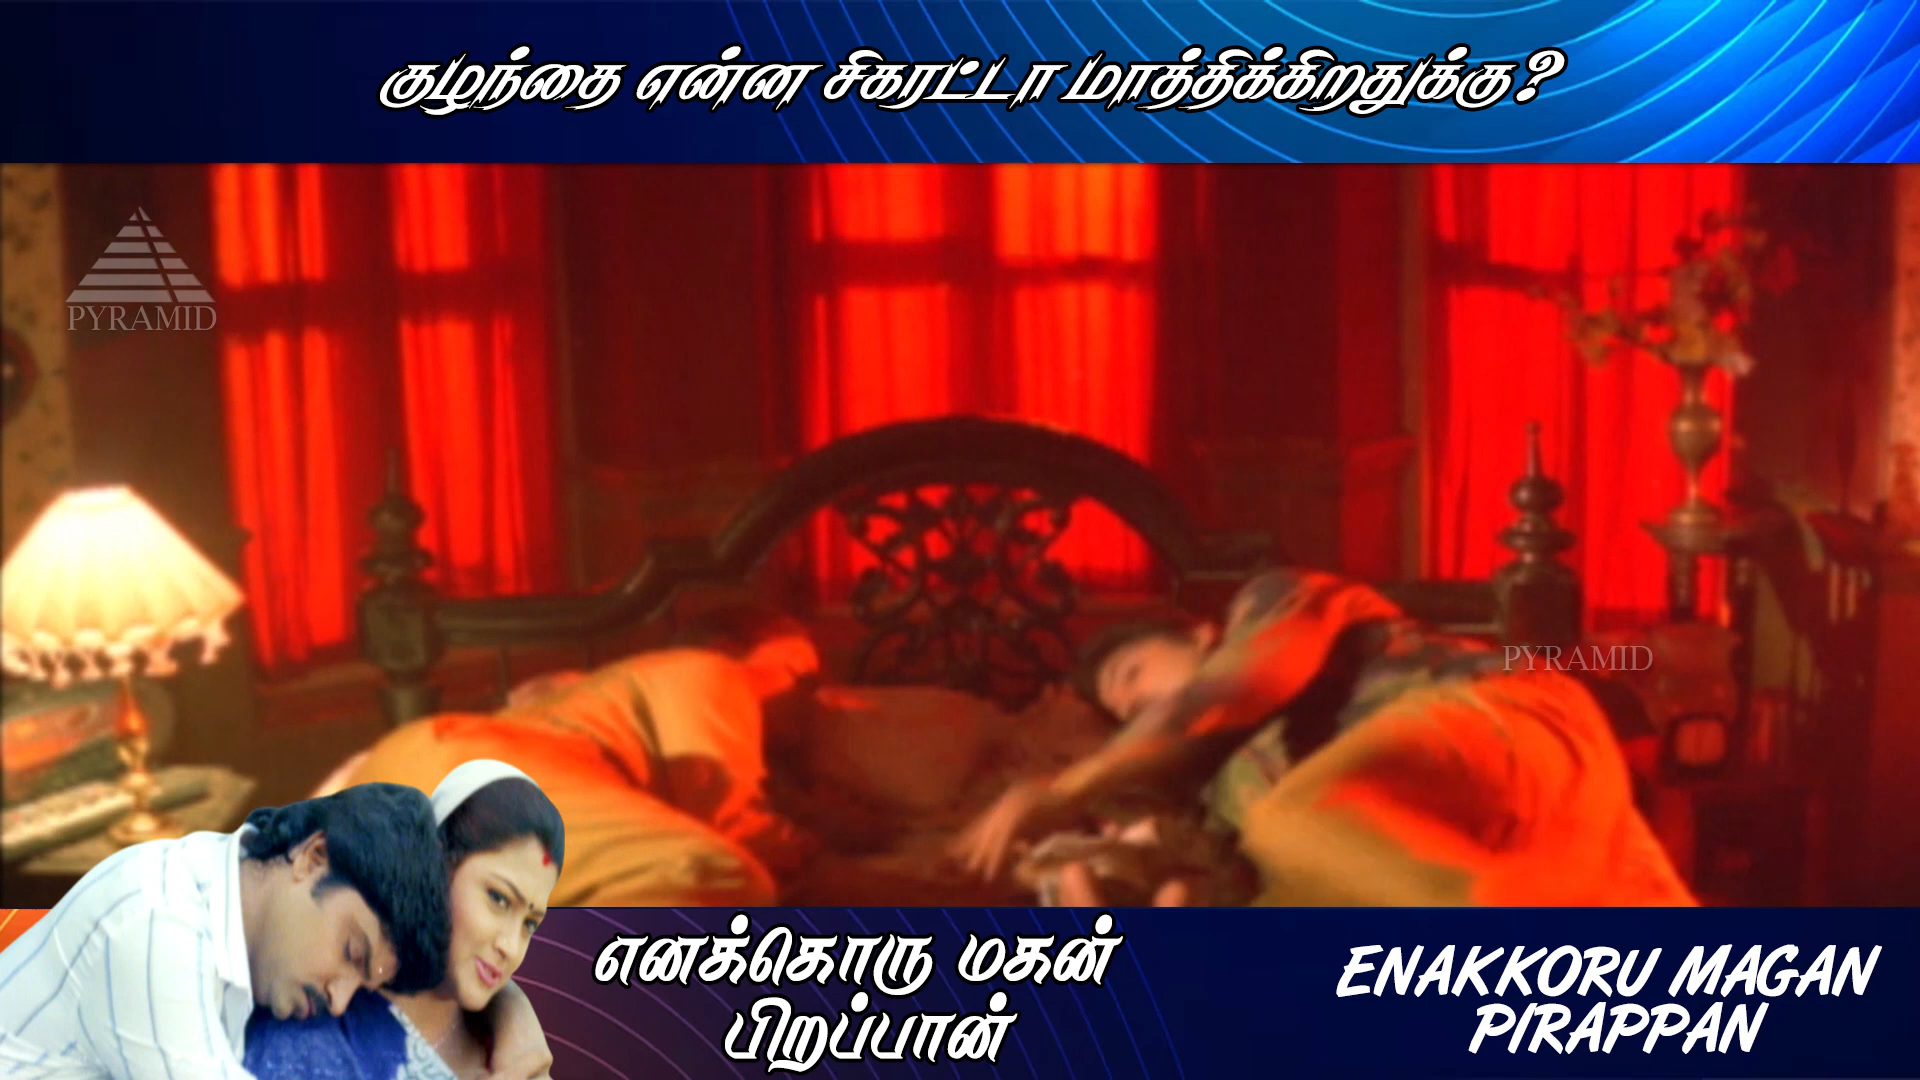 குழந்தை என்ன சிகரட்டா மாத்திக்கிறதுக்கு?
PYRAMID
PYRAMID
எனக்கொரு மகன்
பிறப்பான்
ENAKKORU MAGAN
PIRAPPAN